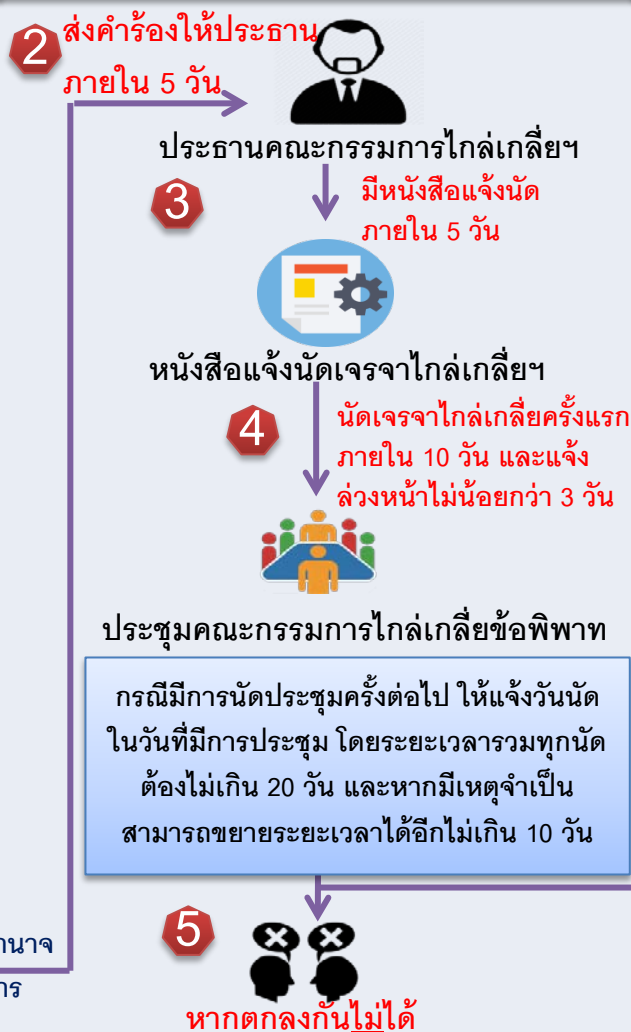 2
ส่งคำร้องให้ประธาน
ภายใน 5 วัน
ประธานคณะกรรมการไกล่เกลี่ยฯ
3
มีหนังสือแจ้งนัด
ภายใน 5 วัน
หนังสือแจ้งนัดเจรจาไกล่เกลี่ยฯ
4
นัดเจรจาไกล่เกลี่ยครั้งแรก
ภายใน 10 วัน และแจ้ง
ล่วงหน้าไม่น้อยกว่า 3 วัน
ประชุมคณะกรรมการไกล่เกลี่ยข้อพิพาท
กรณีมีการนัดประชุมครั้งต่อไป ให้แจ้งวันนัด
ในวันที่มีการประชุม โดยระยะเวลารวมทุกนัด
ต้องไม่เกิน 20 วัน และหากมีเหตุจำเป็น
สามารถขยายระยะเวลาได้อีกไม่เกิน 10 วัน
5
หากตกลงกันไม่ได้